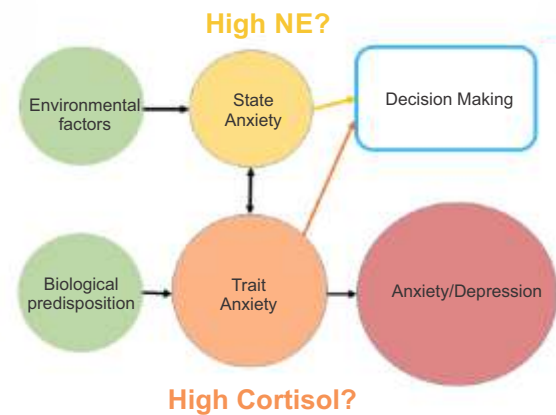 High NE?
Environmental
factors
State
Anxiety
Decision Making
Biological
predisposition
Trait
Anxiety
Anxiety/Depression
High Cortisol?